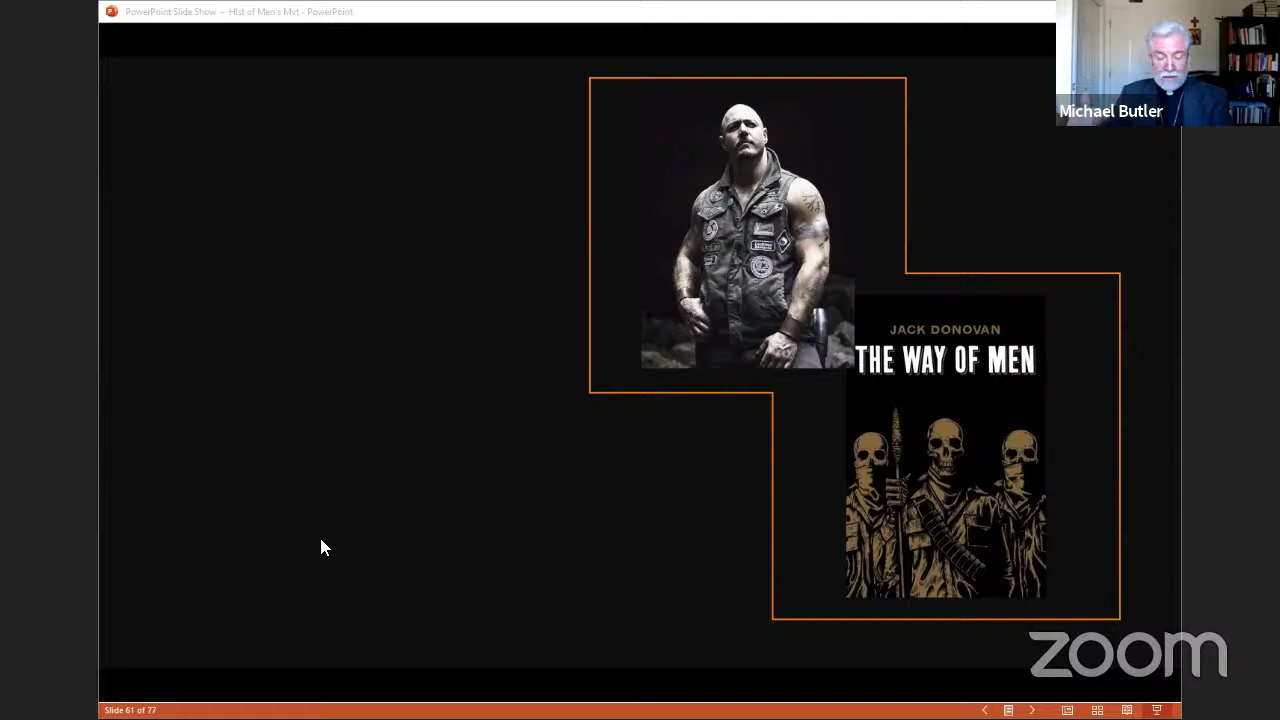 PowerPoint Slide Show - Hist of Men's Mvt - PowerPoint
Michael Butler
JACK DONOVAN
THE WAY OF MEN
zoom
Slide 61 of 77